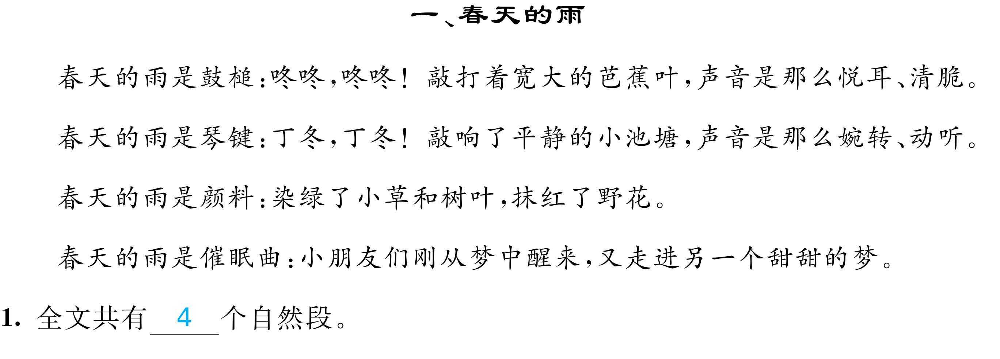 一、春天的雨
春天的雨是鼓槌:咚咚,咚咚! 敲打着宽大的芭蕉叶,声音是那么悦耳、清脆。
春天的雨是琴键:丁冬,丁冬! 敲响了平静的小池塘,声音是那么婉转、动听。
春天的雨是颜料:染绿了小草和树叶,抹红了野花。
春天的雨是催眠曲:小朋友们刚从梦中醒来,又走进另一个甜甜的梦。
1. 全文共有 4 个自然段。